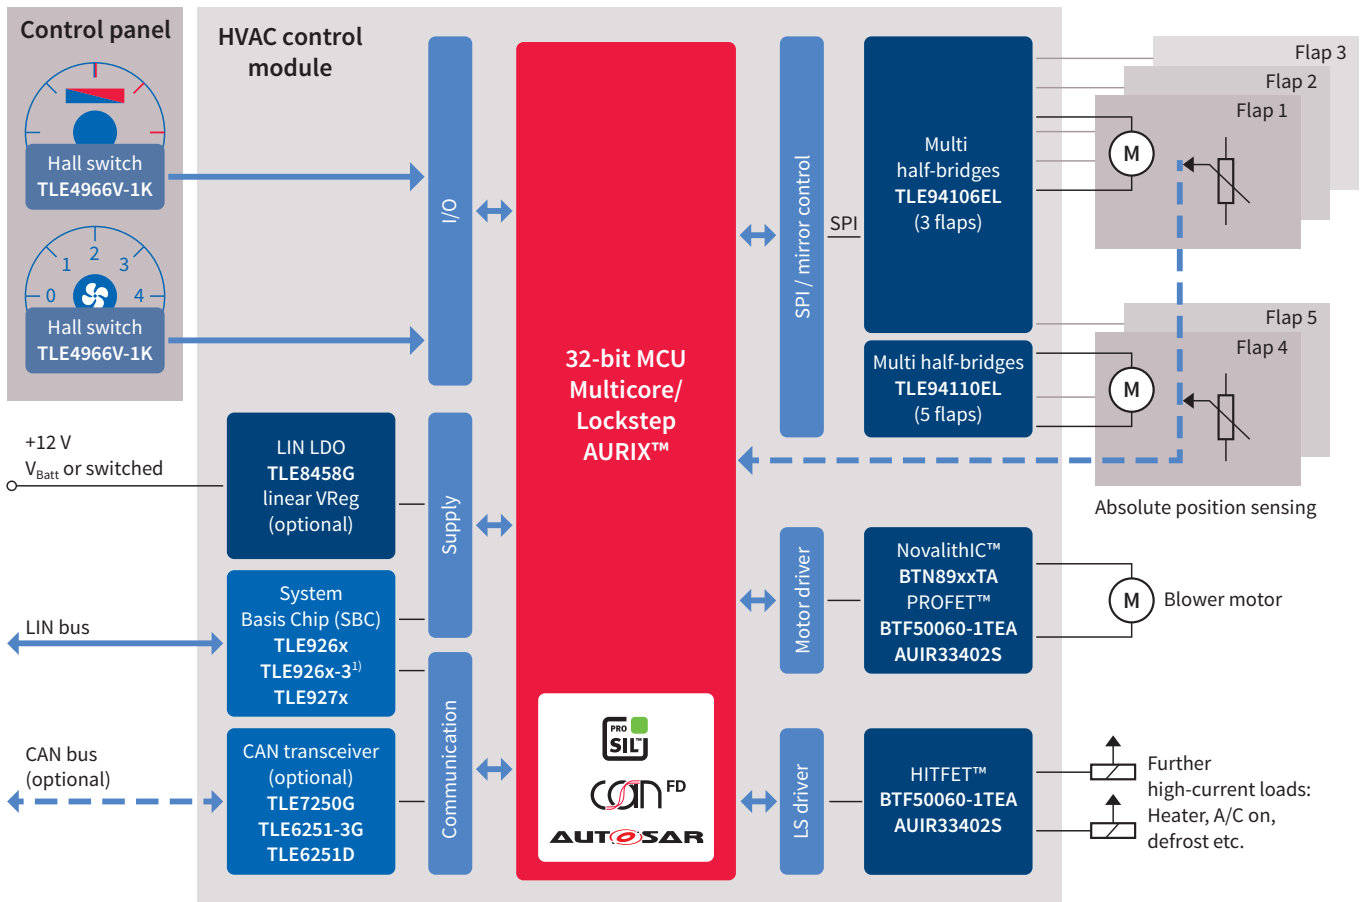 Control panel
Hall switch
TLE4966V-1K
0
1
2
3
4
Hall switch
TLE4966V-1K
HVAC control
module
+12 V
VBatt or switched
LIN bus
CAN bus
(optional)
LIN LDO
TLE8458G
linear VReg
(optional)
System
Basis Chip (SBC)
TLE926x
TLE926x-3¹⁾
TLE927x
CAN transceiver
(optional)
TLE7250G
TLE6251-3G
TLE6251D
I/O
Supply
Communication
32-bit MCU
Multicore/
Lockstep
AURIX™
PRO
SIL™
CAN FD
AUTOSAR
SPI / mirror control
SPI
Motor driver
LS driver
Multi
half-bridges
TLE94106EL
(3 flaps)
Multi half-bridges
TLE94110EL
(5 flaps)
NovalithIC™
BTN89xxTA
PROFET™
BTF50060-1TEA
AUIR33402S
HITFET™
BTF50060-1TEA
AUIR33402S
Flap 3
Flap 2
Flap 1
M
Flap 5
Flap 4
M
Absolute position sensing
M
Blower motor
Further
high-current loads:
Heater, A/C on,
defrost etc.